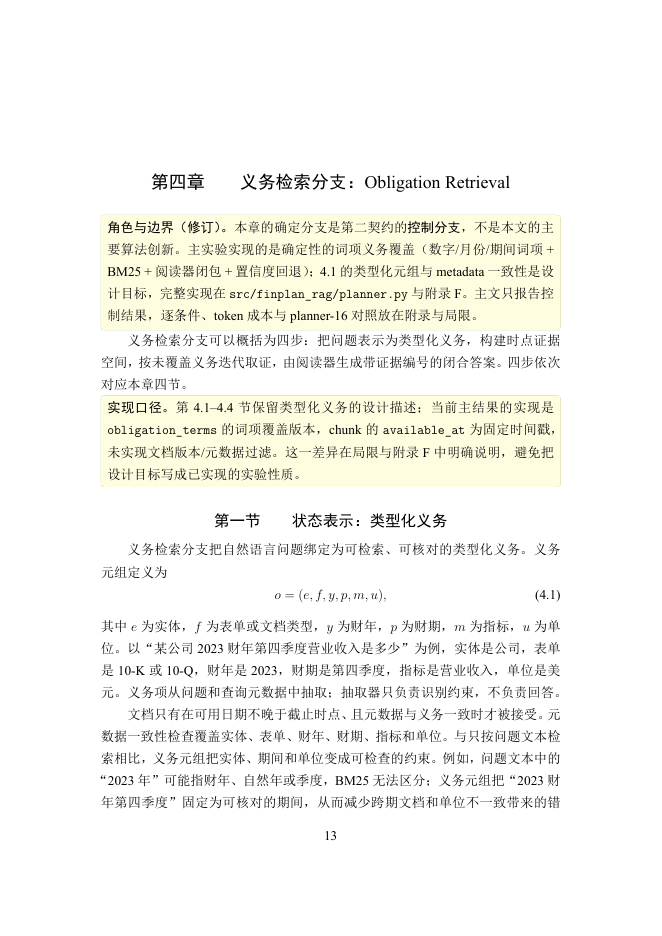 第四章　　义务检索分支：Obligation Retrieval
角色与边界（修订）。本章的确定分支是第二契约的控制分支，不是本文的主
要算法创新。主实验实现的是确定性的词项义务覆盖（数字/月份/期间词项 +
BM25 + 阅读器闭包 + 置信度回退）；4.1 的类型化元组与 metadata 一致性是设
计目标，完整实现在 src/finplan_rag/planner.py 与附录 F。主文只报告控
制结果，逐条件、token 成本与 planner-16 对照放在附录与局限。
义务检索分支可以概括为四步：把问题表示为类型化义务，构建时点证据
空间，按未覆盖义务迭代取证，由阅读器生成带证据编号的闭合答案。四步依次
对应本章四节。
实现口径。第 4.1–4.4 节保留类型化义务的设计描述；当前主结果的实现是
obligation_terms 的词项覆盖版本，chunk 的 available_at 为固定时间戳，
未实现文档版本/元数据过滤。这一差异在局限与附录 F 中明确说明，避免把
设计目标写成已实现的实验性质。
第一节　　状态表示：类型化义务
义务检索分支把自然语言问题绑定为可检索、可核对的类型化义务。义务
元组定义为
o = (e, f, y, p, m, u), (4.1)
其中 e 为实体，f 为表单或文档类型，y 为财年，p 为财期，m 为指标，u 为单
位。以“某公司 2023 财年第四季度营业收入是多少”为例，实体是公司，表单
是 10-K 或 10-Q，财年是 2023，财期是第四季度，指标是营业收入，单位是美
元。义务项从问题和查询元数据中抽取；抽取器只负责识别约束，不负责回答。
文档只有在可用日期不晚于截止时点、且元数据与义务一致时才被接受。元
数据一致性检查覆盖实体、表单、财年、财期、指标和单位。与只按问题文本检
索相比，义务元组把实体、期间和单位变成可检查的约束。例如，问题文本中的
“2023 年”可能指财年、自然年或季度，BM25 无法区分；义务元组把“2023 财
年第四季度”固定为可核对的期间，从而减少跨期文档和单位不一致带来的错
13